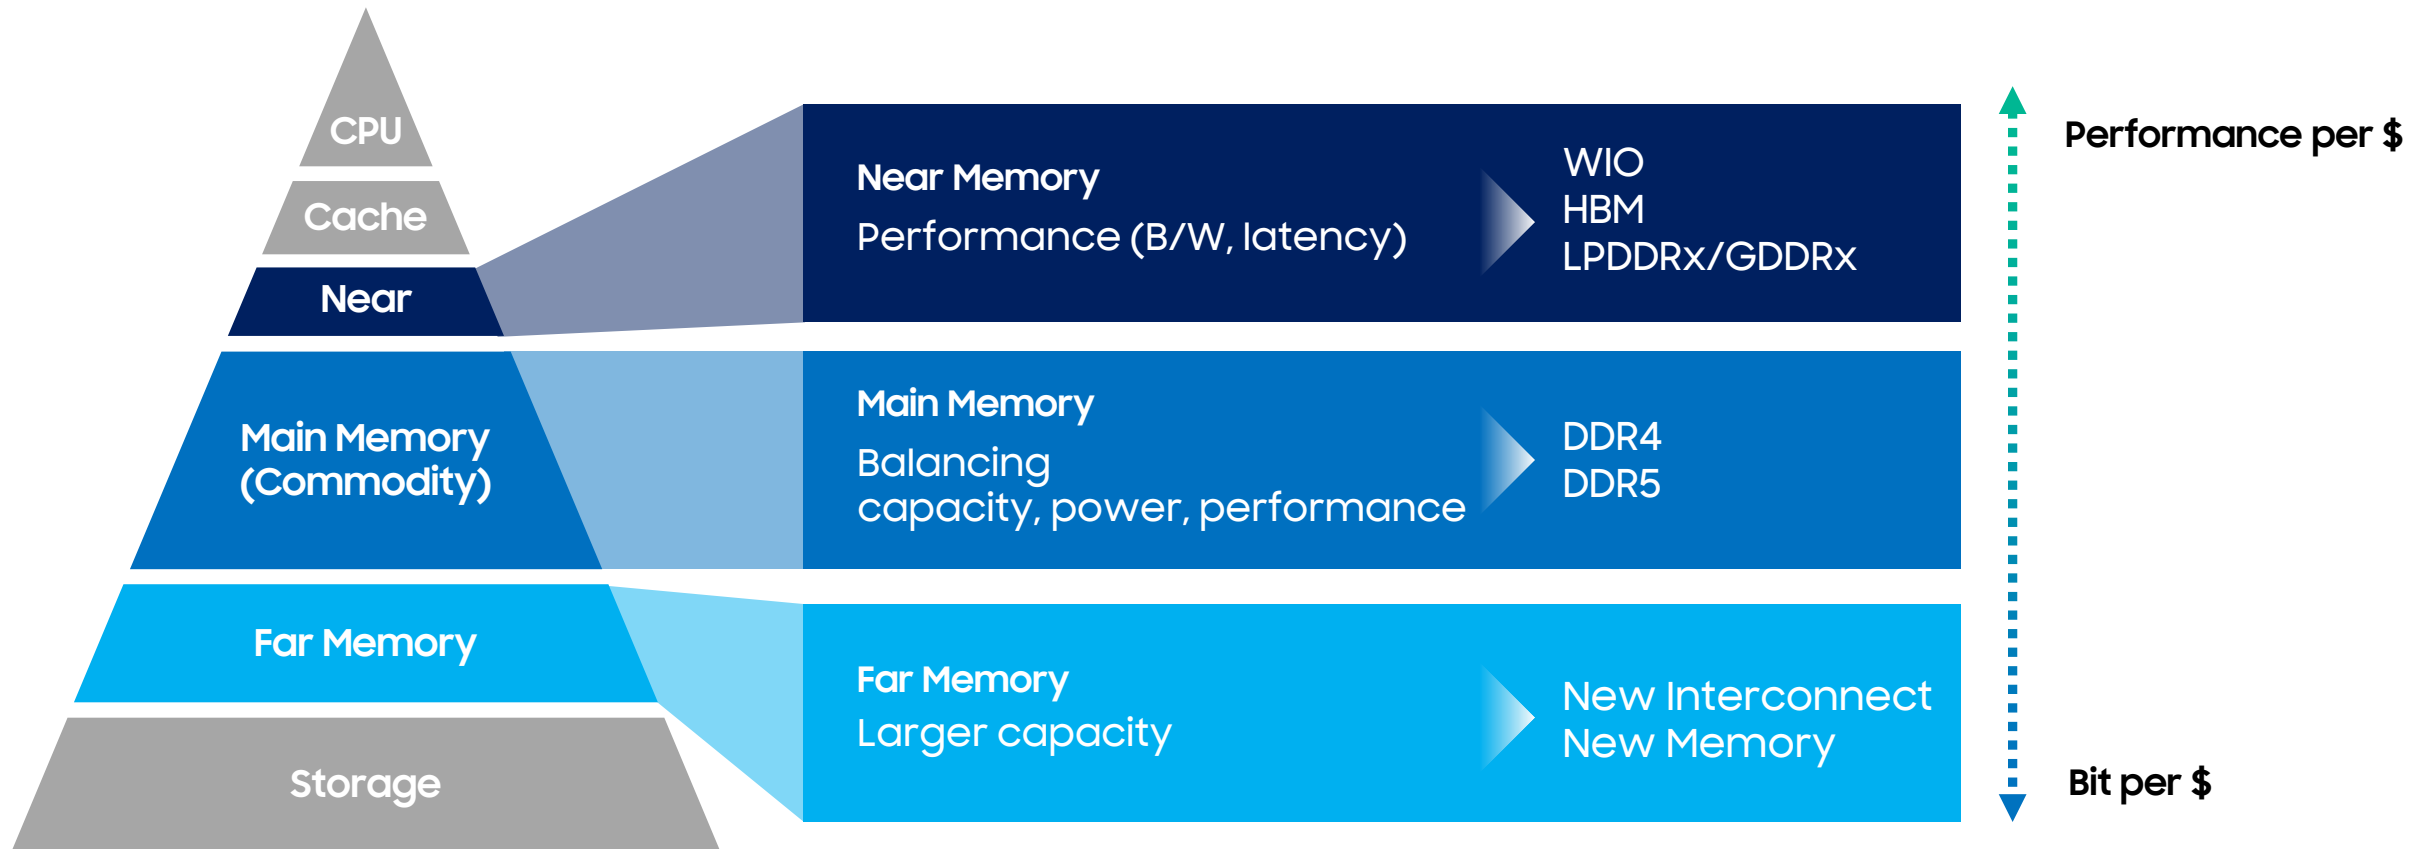 CPU
Cache
Near
Main Memory
(Commodity)
Far Memory
Storage
Near Memory
Performance (B/W, latency)
WIO
HBM
LPDDRx/GDDRx
Main Memory
Balancing
capacity, power, performance
DDR4
DDR5
Far Memory
Larger capacity
New Interconnect
New Memory
Performance per $
Bit per $